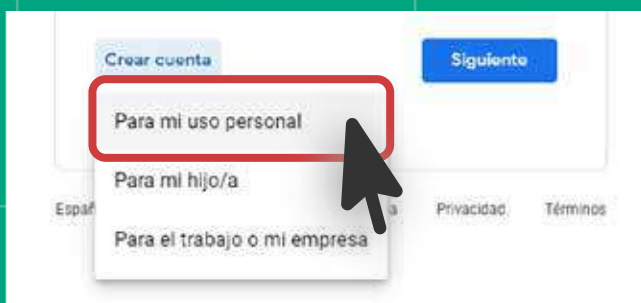 Crear cuenta
Siguiente
Para mi uso personal
Para mi hijo/a
Privacidad Términos
Para el trabajo o mi empresa